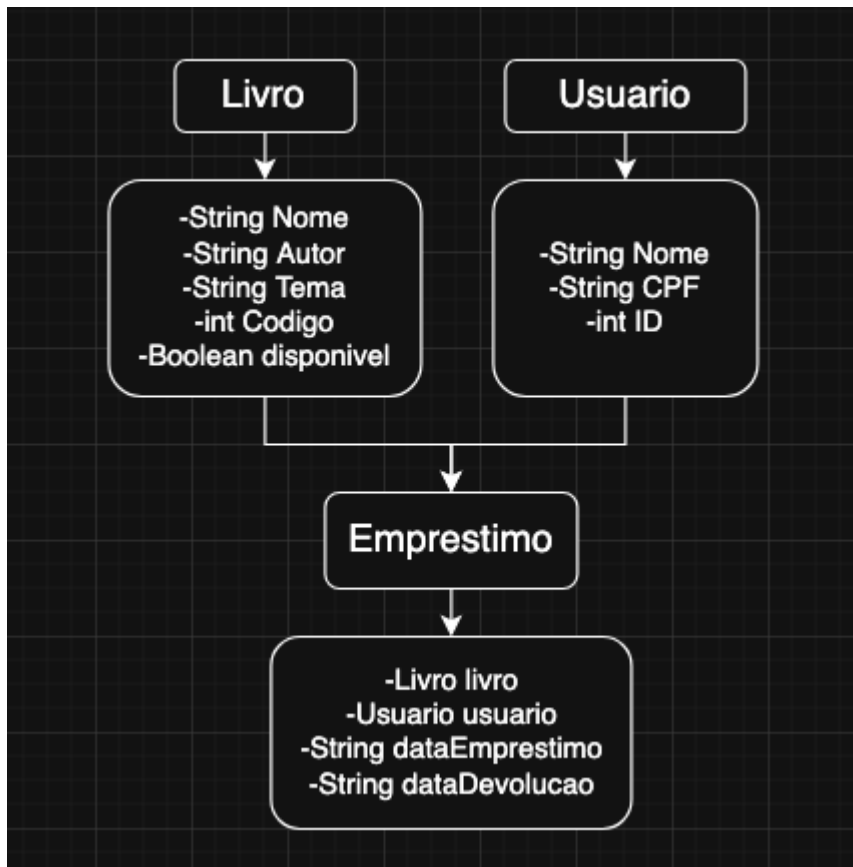 Livro
Usuario
-String Nome
-String Autor
-String Tema
-int Codigo
-Boolean disponivel
-String Nome
-String CPF
-int ID
Emprestimo
-Livro livro
-Usuario usuario
-String dataEmprestimo
-String dataDevolucao